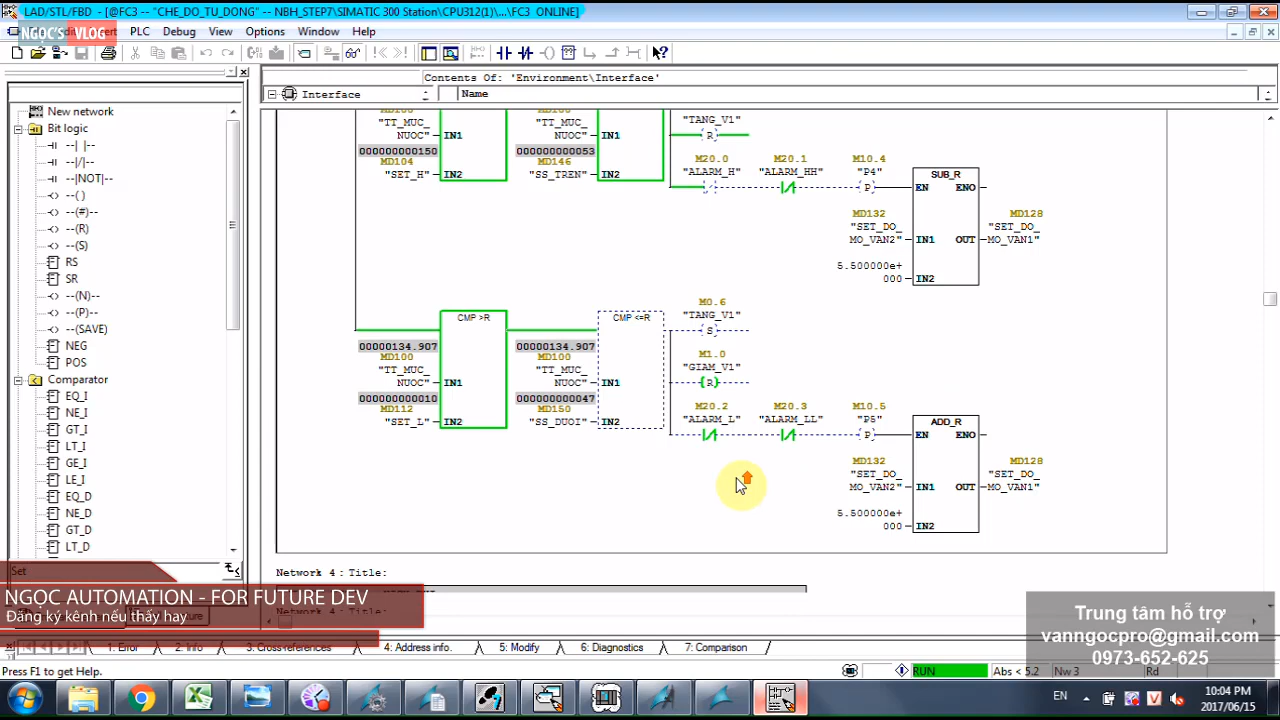 LAD/STL/FBD - [@FC3 -- "CHE_DO_TU_DONG" -- NBH_STEP7\SIMATIC 300 Station\CPU312(1)\...\FC3 ONLINE]
NGỌC'S VLOG
PLC Debug View Options Window Help
Contents Of: 'Environment\Interface'
Interface Name
New network
Bit logic
--| |--
--|/|--
--|NOT|--
--( )
--(#)--
--(R)
--(S)
RS
SR
--(N)--
--(P)--
--(SAVE)
NEG
POS
Comparator
EQ_I
NE_I
GT_I
LT_I
GE_I
LE_I
EQ_D
NE_D
GT_D
LT_D
Set
"TT_MUC_ "TT_MUC_ "TANG_V1"
NUOC" IN1 NUOC" IN1 R
000000000150 000000000053
MD104 MD146 M20.0 M20.1 M10.4
"SET_H" IN2 "SS_TREN" IN2 "ALARM_H" "ALARM_HH" "P4" SUB_R
P EN ENO
MD132 MD128
"SET_DO_ "SET_DO_
MO_VAN2" IN1 OUT MO_VAN1"
5.500000e+
000 IN2
M0.6
CMP >R CMP <=R "TANG_V1"
S
00000134.907 00000134.907
MD100 MD100 M1.0
"TT_MUC_ "TT_MUC_ "GIAM_V1"
NUOC" IN1 NUOC" IN1 R
000000000010 000000000047
MD112 MD150 M20.2 M20.3 M10.5
"SET_L" IN2 "SS_DUOI" IN2 "ALARM_L" "ALARM_LL" "P5" ADD_R
P EN ENO
MD132 MD128
"SET_DO_ "SET_DO_
MO_VAN2" IN1 OUT MO_VAN1"
5.500000e+
000 IN2
Network 4 : Title:
Network 4 : Title:
NGỌC AUTOMATION - FOR FUTURE DEV
Đăng ký kênh nếu thấy hay
Trung tâm hỗ trợ
vanngocpro@gmail.com
0973-652-625
1: Error 2: Info 3: Cross-references 4: Address info. 5: Modify 6: Diagnostics 7: Comparison
Press F1 to get Help. RUN Abs < 5.2 Nw 3 Rd
EN 10:04 PM
2017/06/15